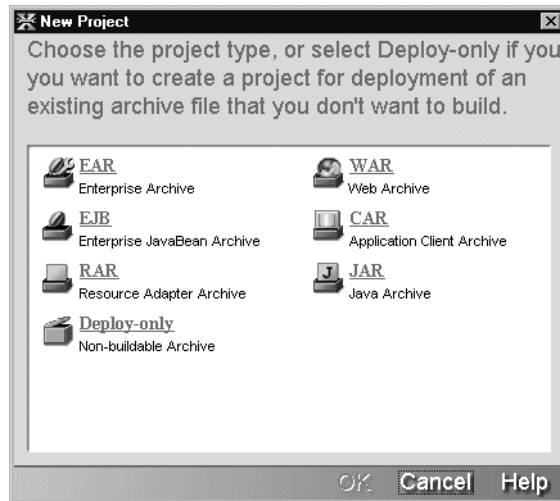 New Project
Choose the project type, or select Deploy-only if you
you want to create a project for deployment of an
existing archive file that you don't want to build.
EAR
Enterprise Archive
WAR
Web Archive
EJB
Enterprise JavaBean Archive
CAR
Application Client Archive
RAR
Resource Adapter Archive
JAR
Java Archive
Deploy-only
Non-buildable Archive
OK Cancel Help